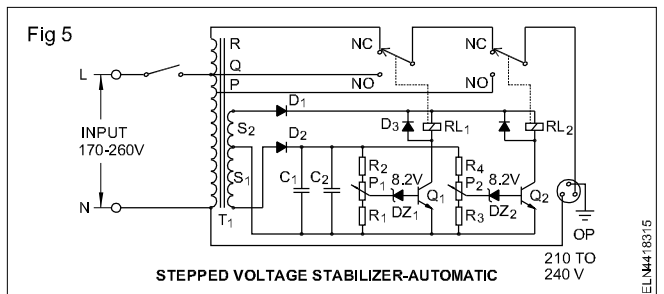 Fig 5
R
Q
P
NC
NC
NO
NO
L
D1
D2
D3
RL1
RL2
INPUT
170-260V
S2
S1
C1
C2
R2
P1
R1
8.2V
DZ1
Q1
R4
P2
R3
8.2V
DZ2
Q2
N
T1
OP
210 TO
240 V
STEPPED VOLTAGE STABILIZER-AUTOMATIC
ELN4418315